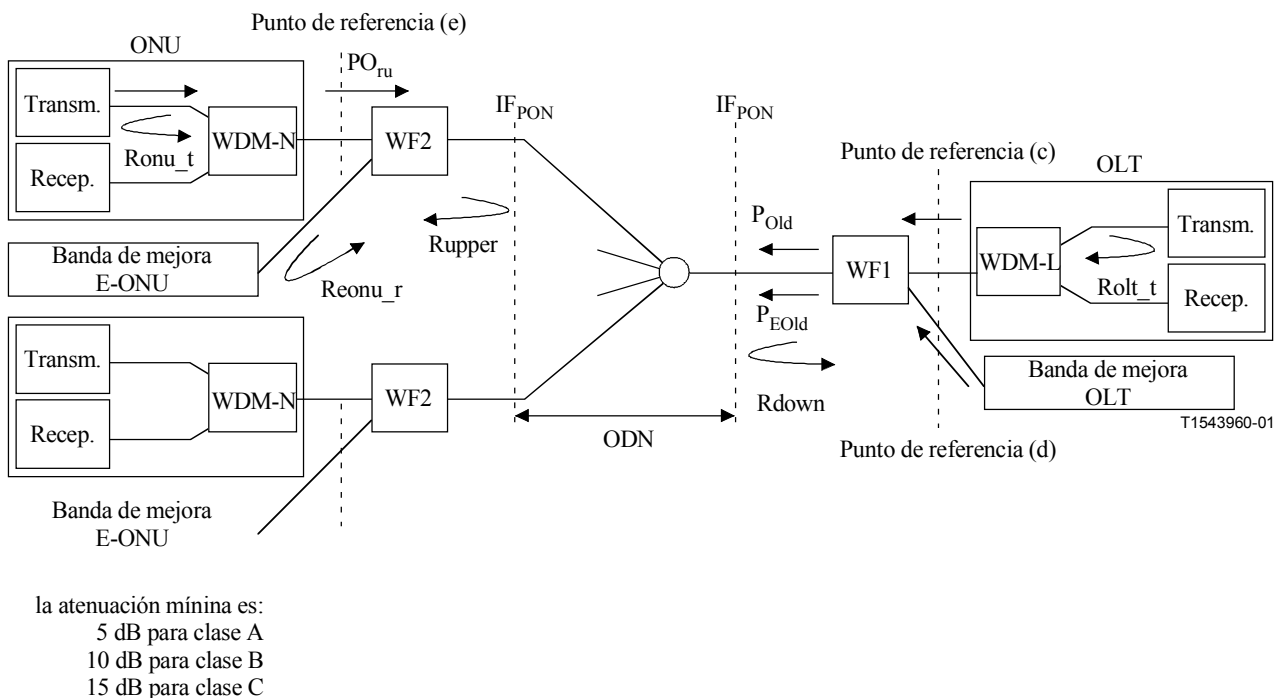 Punto de referencia (e)
ONU
PO_ru
Transm.
WDM-N
Ronu_t
Recep.
WF2
IF_PON
IF_PON
Punto de referencia (c)
OLT
Banda de mejora
E-ONU
Rupper
Reonu_r
P_Old
WF1
P_EOld
Rdown
WDM-L
Transm.
Rolt_t
Recep.
Banda de mejora
OLT
T1543960-01
Punto de referencia (d)
Transm.
WDM-N
Recep.
WF2
ODN
Banda de mejora
E-ONU
la atenuación mínina es:
5 dB para clase A
10 dB para clase B
15 dB para clase C